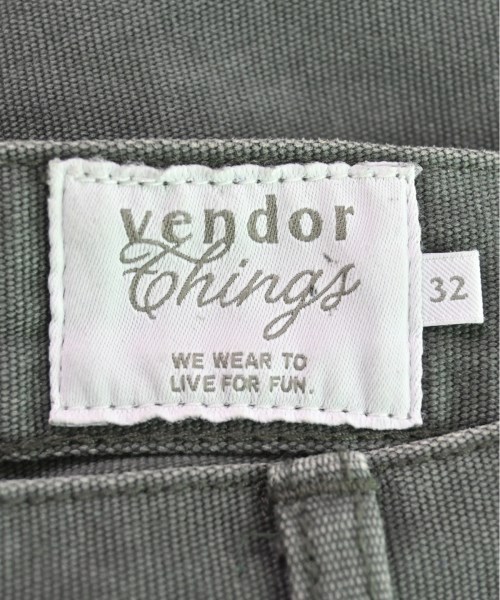 vendor
Things
32
WE WEAR TO
LIVE FOR FUN.